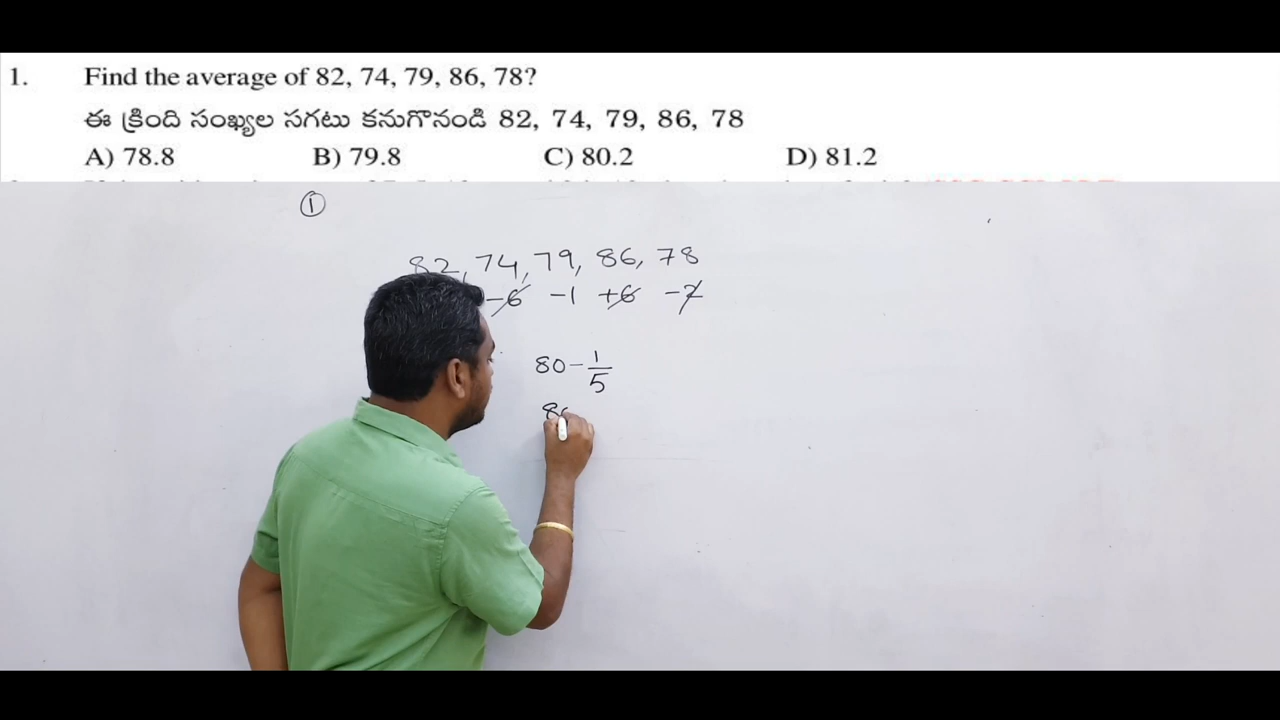 1. Find the average of 82, 74, 79, 86, 78?
ఈ క్రింది సంఖ్యల సగటు కనుగొనండి 82, 74, 79, 86, 78
A) 78.8 B) 79.8 C) 80.2 D) 81.2
①
82, 74, 79, 86, 78
-6 -1 +6 -2
80 - 1/5